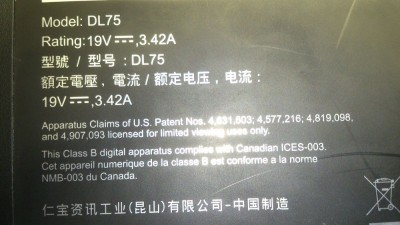 Model: DL75
Rating: 19V⎓,3.42A
型號 / 型号 : DL75
額定電壓, 電流 / 额定电压, 电流 :
19V⎓,3.42A
Apparatus Claims of U.S. Patent Nos. 4,631,603; 4,577,216; 4,819,098,
and 4,907,093 licensed for limited viewing uses only.
This Class B digital apparatus complies with Canadian ICES-003.
Cet appareil numerique de la classe B est conforme a la norme
NMB-003 du Canada.
仁宝资讯工业(昆山)有限公司-中国制造